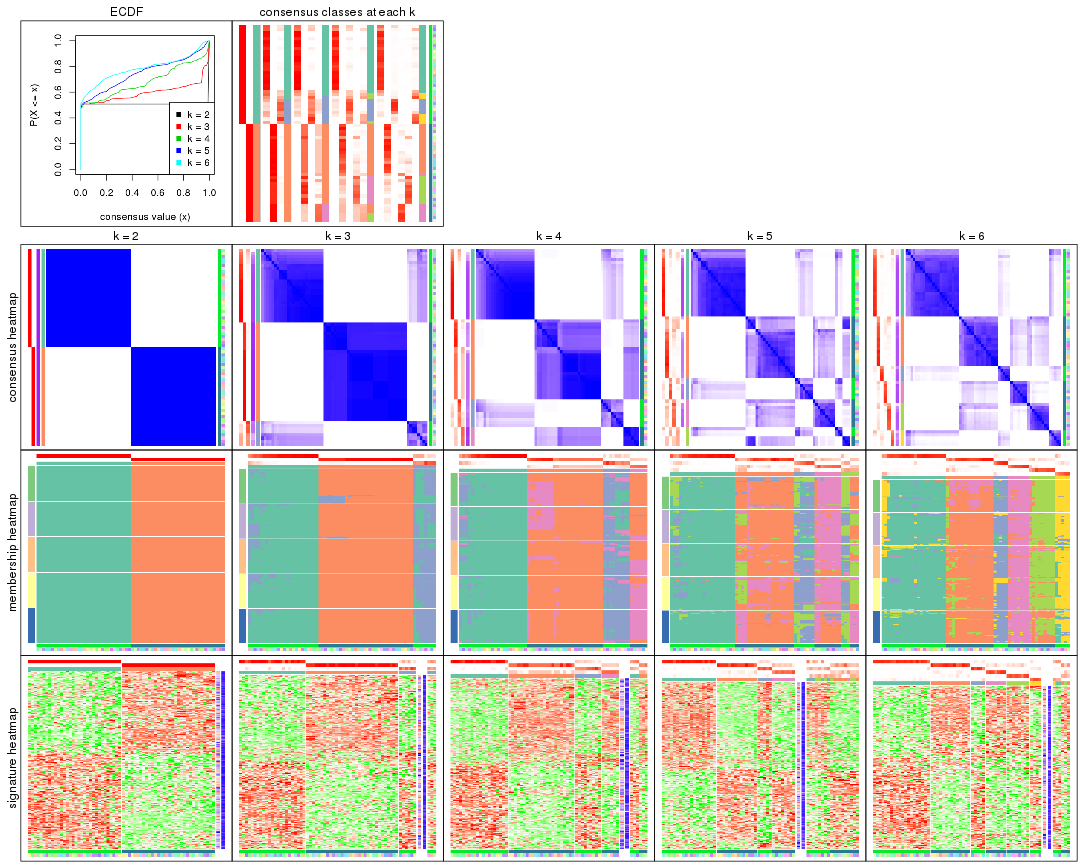 ECDF
consensus classes at each k
P(X <= x)
0.0 0.2 0.4 0.6 0.8 1.0
k = 2
k = 3
k = 4
k = 5
k = 6
0.0 0.2 0.4 0.6 0.8 1.0
consensus value (x)
k = 2
k = 3
k = 4
k = 5
k = 6
consensus heatmap
membership heatmap
signature heatmap